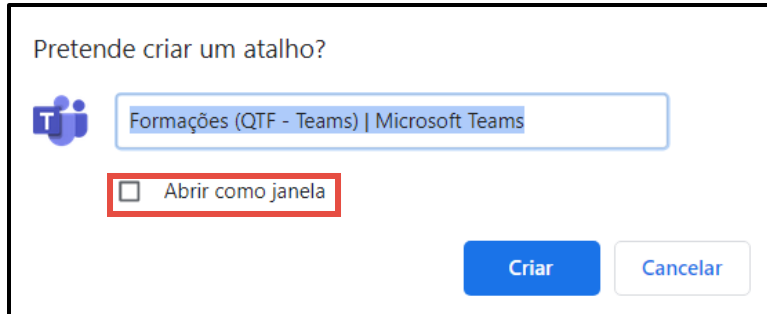 Pretende criar um atalho?
T
Formações (QTF - Teams) | Microsoft Teams
Abrir como janela
Criar Cancelar